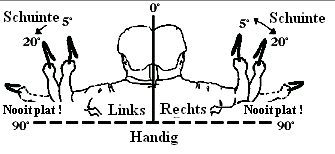 0°
Schuinte 5° 5° Schuinte
20° 20°
Nooit plat ! Links Rechts Nooit plat !
90° 90°
Handig